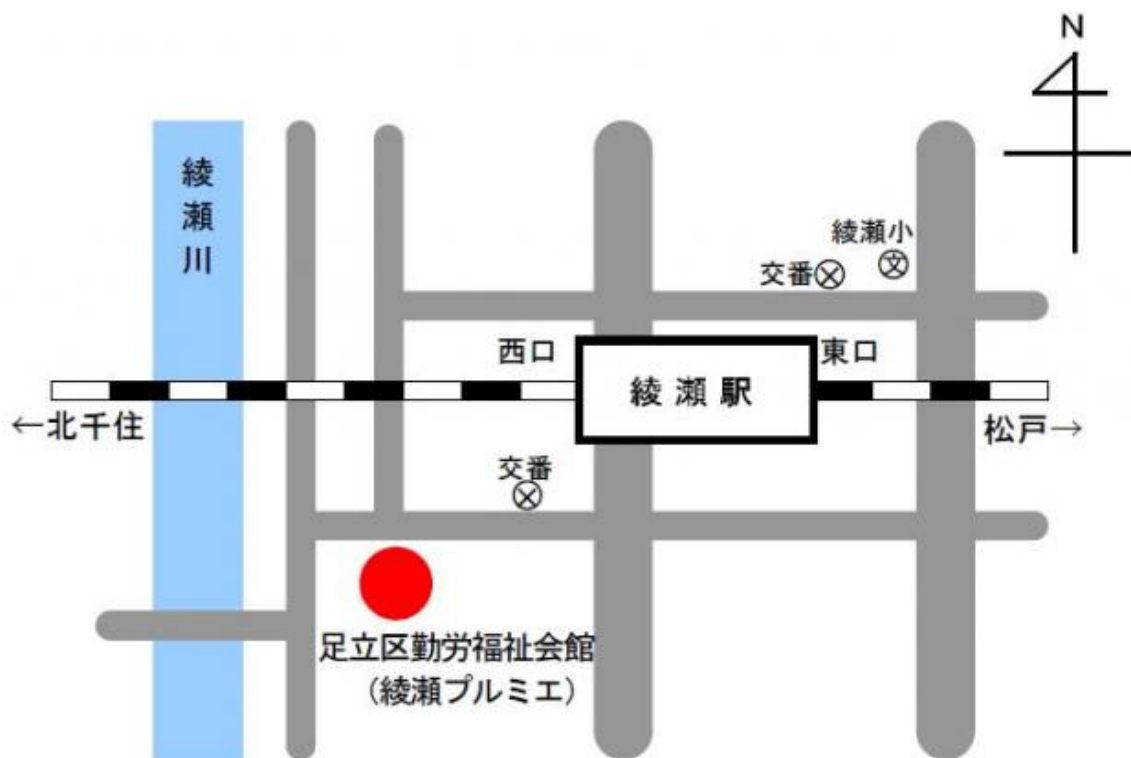 N
綾瀬川
綾瀬小
文
交番
西口
東口
綾瀬駅
←北千住
松戸→
交番
足立区勤労福祉会館
（綾瀬プルミエ）